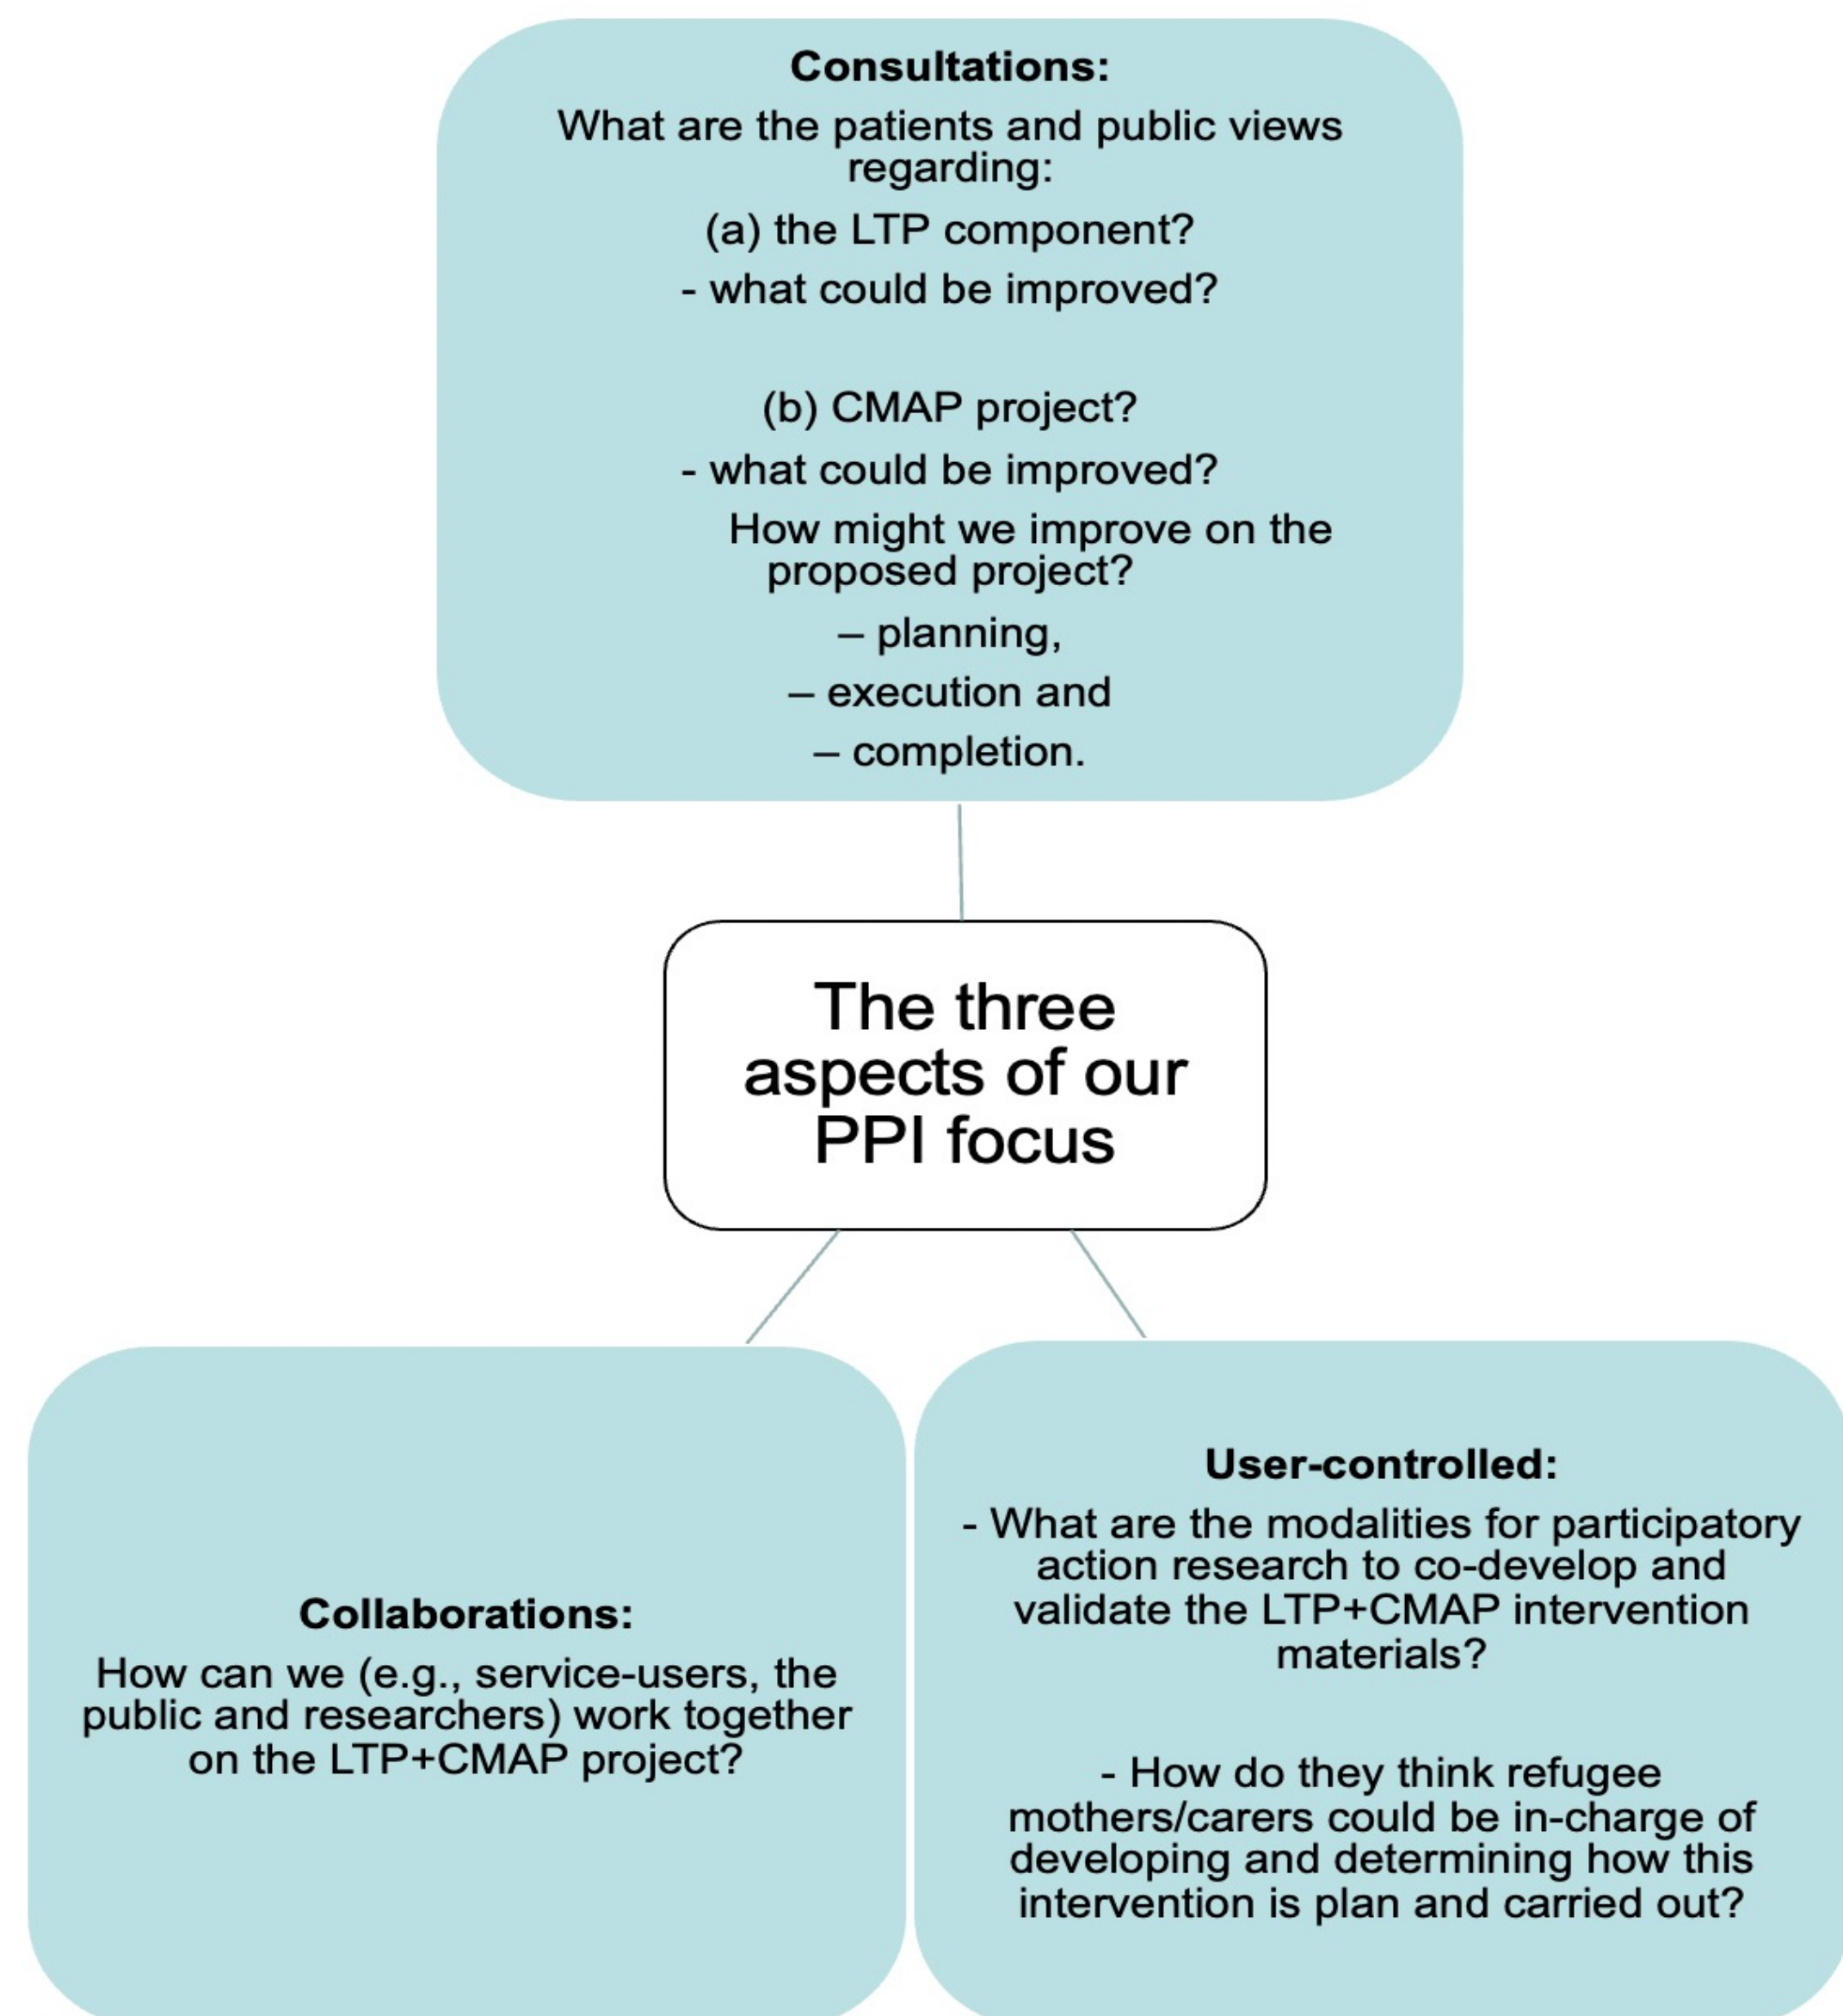 Consultations:
What are the patients and public views
regarding:
(a) the LTP component?
- what could be improved?
(b) CMAP project?
- what could be improved?
How might we improve on the
proposed project?
– planning,
– execution and
– completion.
The three
aspects of our
PPI focus
Collaborations:
How can we (e.g., service-users, the
public and researchers) work together
on the LTP+CMAP project?
User-controlled:
- What are the modalities for participatory
action research to co-develop and
validate the LTP+CMAP intervention
materials?
- How do they think refugee
mothers/carers could be in-charge of
developing and determining how this
intervention is plan and carried out?